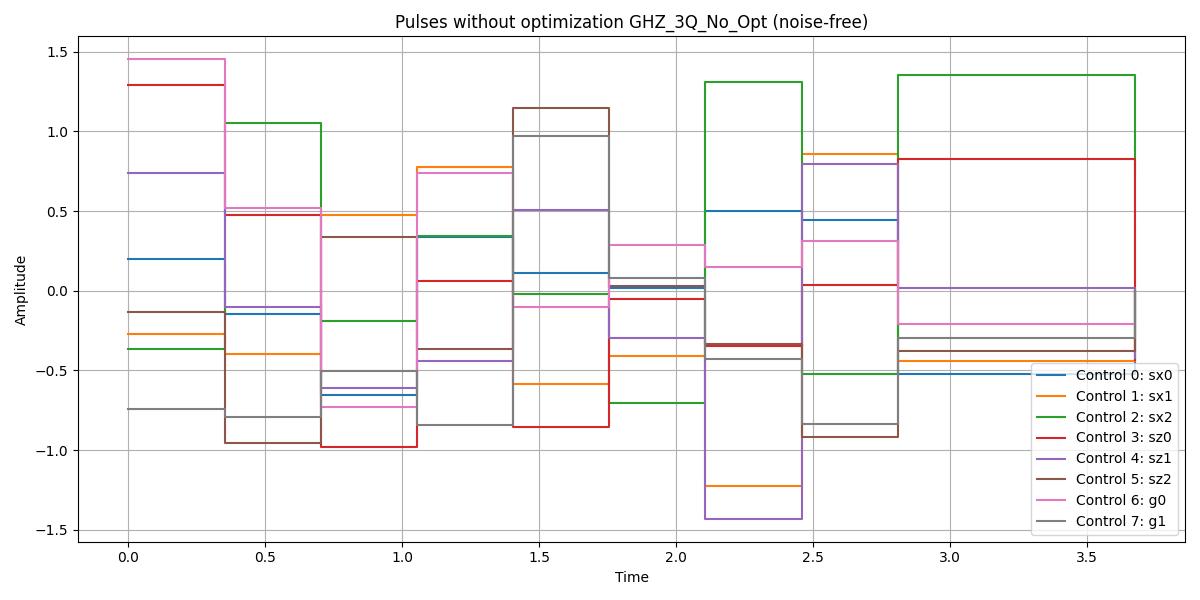 Pulses without optimization GHZ_3Q_No_Opt (noise-free)
1.5
1.0
0.5
0.0
−0.5
−1.0
−1.5
Amplitude
0.0
0.5
1.0
1.5
2.0
2.5
3.0
3.5
Time
Control 0: sx0
Control 1: sx1
Control 2: sx2
Control 3: sz0
Control 4: sz1
Control 5: sz2
Control 6: g0
Control 7: g1